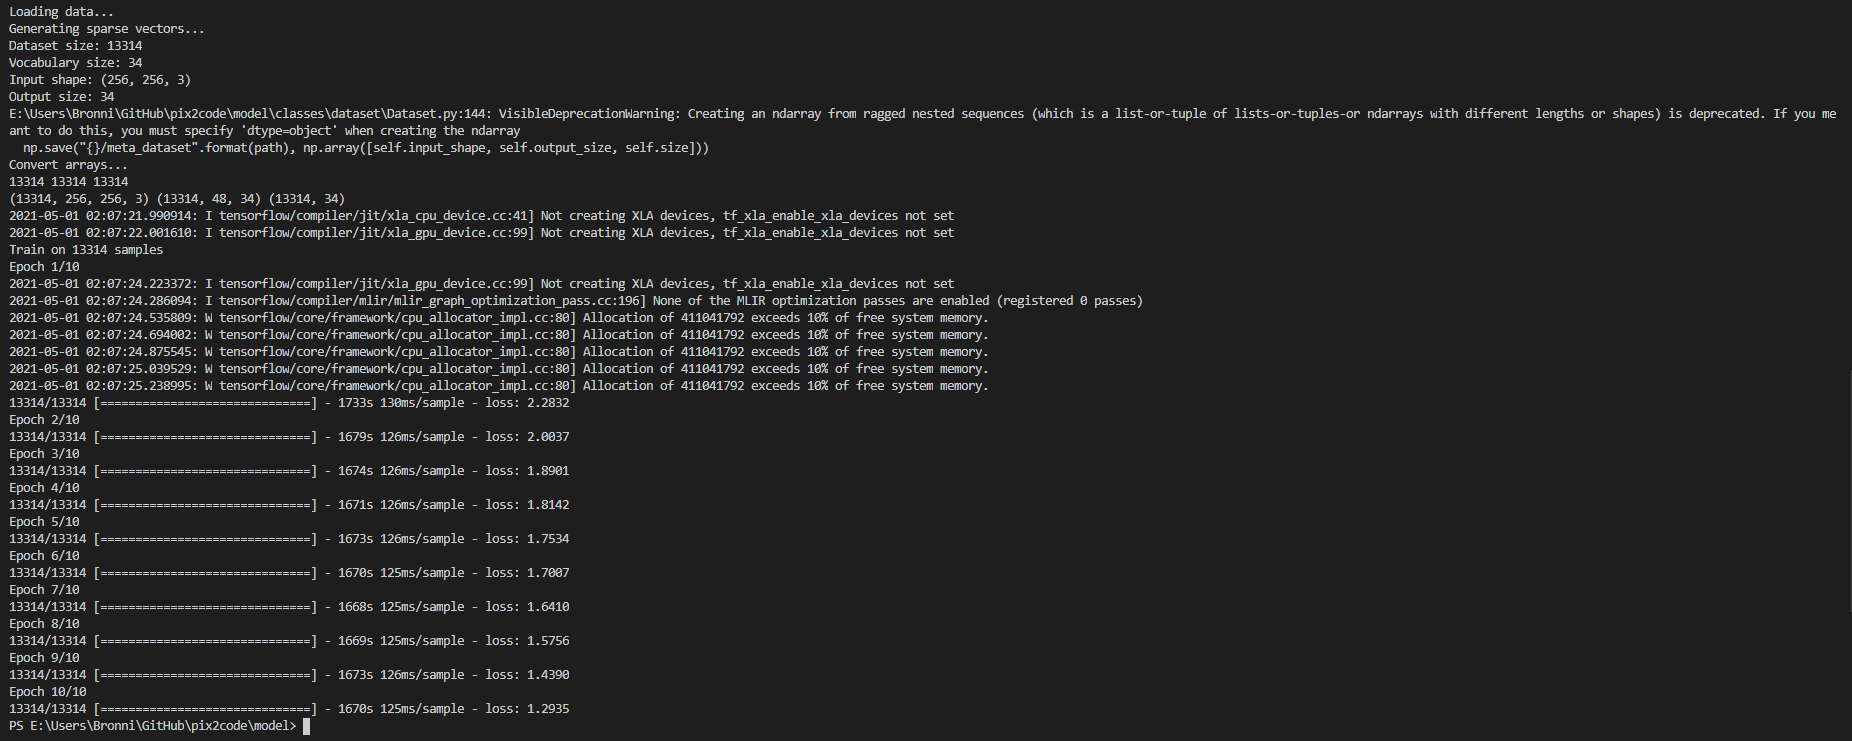 Loading data...
Generating sparse vectors...
Dataset size: 13314
Vocabulary size: 34
Input shape: (256, 256, 3)
Output size: 34
E:\Users\Bronni\GitHub\pix2code\model\classes\dataset\Dataset.py:144: VisibleDeprecationWarning: Creating an ndarray from ragged nested sequences (which is a list-or-tuple of lists-or-tuples-or ndarrays with different lengths or shapes) is deprecated. If you me
ant to do this, you must specify 'dtype=object' when creating the ndarray
  np.save("{}/meta_dataset".format(path), np.array([self.input_shape, self.output_size, self.size]))
Convert arrays...
13314 13314 13314
(13314, 256, 256, 3) (13314, 48, 34) (13314, 34)
2021-05-01 02:07:21.990914: I tensorflow/compiler/jit/xla_cpu_device.cc:41] Not creating XLA devices, tf_xla_enable_xla_devices not set
2021-05-01 02:07:22.001610: I tensorflow/compiler/jit/xla_gpu_device.cc:99] Not creating XLA devices, tf_xla_enable_xla_devices not set
Train on 13314 samples
Epoch 1/10
2021-05-01 02:07:24.223372: I tensorflow/compiler/jit/xla_gpu_device.cc:99] Not creating XLA devices, tf_xla_enable_xla_devices not set
2021-05-01 02:07:24.286094: I tensorflow/compiler/mlir/mlir_graph_optimization_pass.cc:196] None of the MLIR optimization passes are enabled (registered 0 passes)
2021-05-01 02:07:24.535809: W tensorflow/core/framework/cpu_allocator_impl.cc:80] Allocation of 411041792 exceeds 10% of free system memory.
2021-05-01 02:07:24.694002: W tensorflow/core/framework/cpu_allocator_impl.cc:80] Allocation of 411041792 exceeds 10% of free system memory.
2021-05-01 02:07:24.875545: W tensorflow/core/framework/cpu_allocator_impl.cc:80] Allocation of 411041792 exceeds 10% of free system memory.
2021-05-01 02:07:25.039529: W tensorflow/core/framework/cpu_allocator_impl.cc:80] Allocation of 411041792 exceeds 10% of free system memory.
2021-05-01 02:07:25.238995: W tensorflow/core/framework/cpu_allocator_impl.cc:80] Allocation of 411041792 exceeds 10% of free system memory.
13314/13314 [==============================] - 1733s 130ms/sample - loss: 2.2832
Epoch 2/10
13314/13314 [==============================] - 1679s 126ms/sample - loss: 2.0037
Epoch 3/10
13314/13314 [==============================] - 1674s 126ms/sample - loss: 1.8901
Epoch 4/10
13314/13314 [==============================] - 1671s 126ms/sample - loss: 1.8142
Epoch 5/10
13314/13314 [==============================] - 1673s 126ms/sample - loss: 1.7534
Epoch 6/10
13314/13314 [==============================] - 1670s 125ms/sample - loss: 1.7007
Epoch 7/10
13314/13314 [==============================] - 1668s 125ms/sample - loss: 1.6410
Epoch 8/10
13314/13314 [==============================] - 1669s 125ms/sample - loss: 1.5756
Epoch 9/10
13314/13314 [==============================] - 1673s 126ms/sample - loss: 1.4390
Epoch 10/10
13314/13314 [==============================] - 1670s 125ms/sample - loss: 1.2935
PS E:\Users\Bronni\GitHub\pix2code\model>